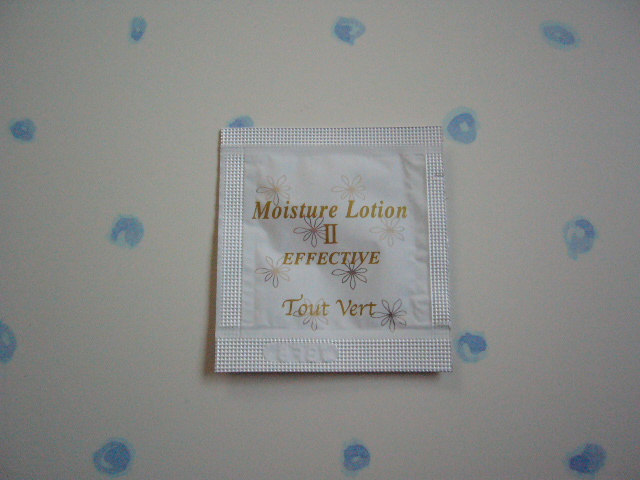 Moisture Lotion
II
EFFECTIVE
Tout Vert